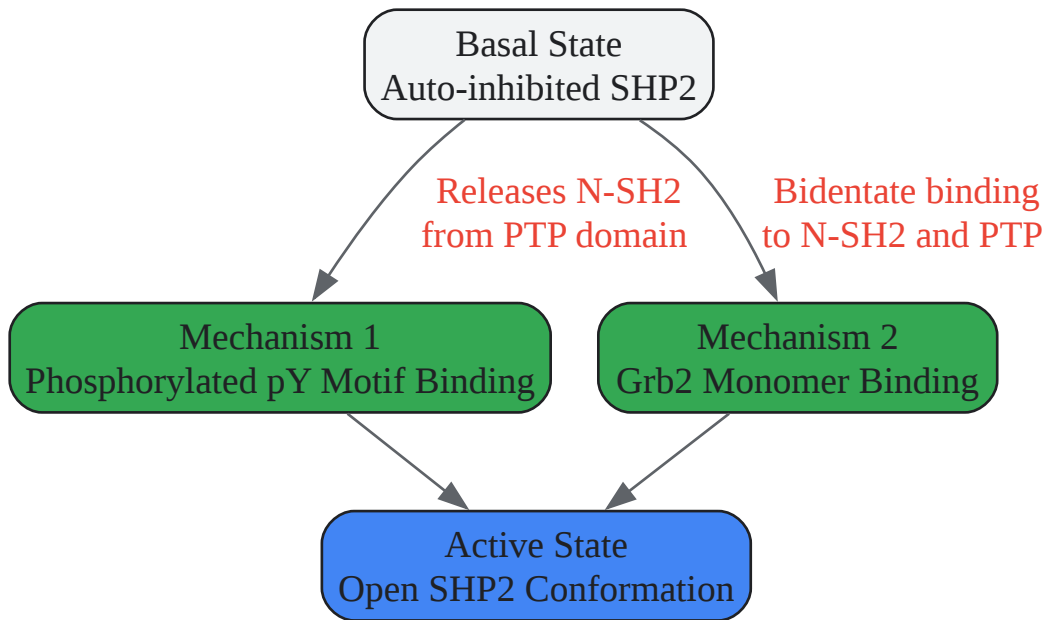 Basal State
Auto-inhibited SHP2
Releases N-SH2
from PTP domain
Bidentate binding
to N-SH2 and PTP
Mechanism 1
Phosphorylated pY Motif Binding
Mechanism 2
Grb2 Monomer Binding
Active State
Open SHP2 Conformation